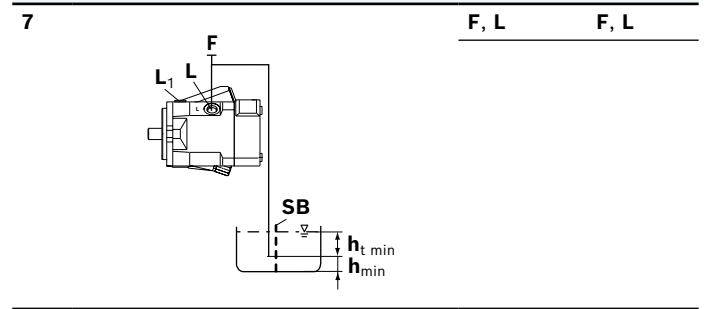 7 F, L F, L
F
L₁ L
L
SB
hₜ ₘᵢₙ
hₘᵢₙ